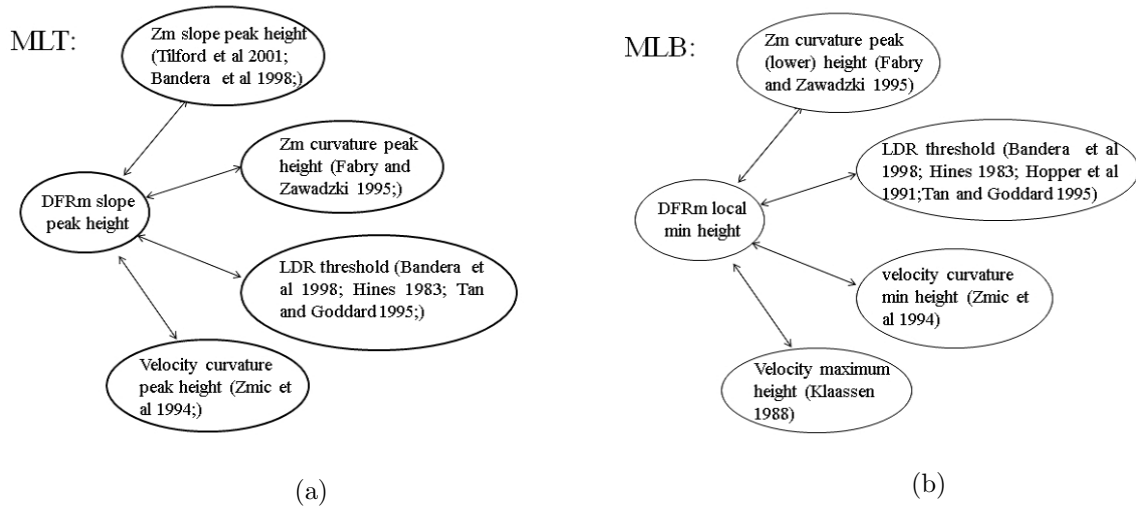 MLT:
Zm slope peak height
(Tilford et al 2001;
Bandera et al 1998;)
Zm curvature peak
height (Fabry and
Zawadzki 1995;)
DFRm slope
peak height
LDR threshold (Bandera et
al 1998; Hines 1983; Tan
and Goddard 1995;)
Velocity curvature
peak height (Zmic et
al 1994;)
(a)
MLB:
Zm curvature peak
(lower) height (Fabry
and Zawadzki 1995)
LDR threshold (Bandera et al
1998; Hines 1983; Hopper et al
1991;Tan and Goddard 1995)
DFRm local
min height
velocity curvature
min height (Zmic et
al 1994)
Velocity maximum
height (Klaassen
1988)
(b)